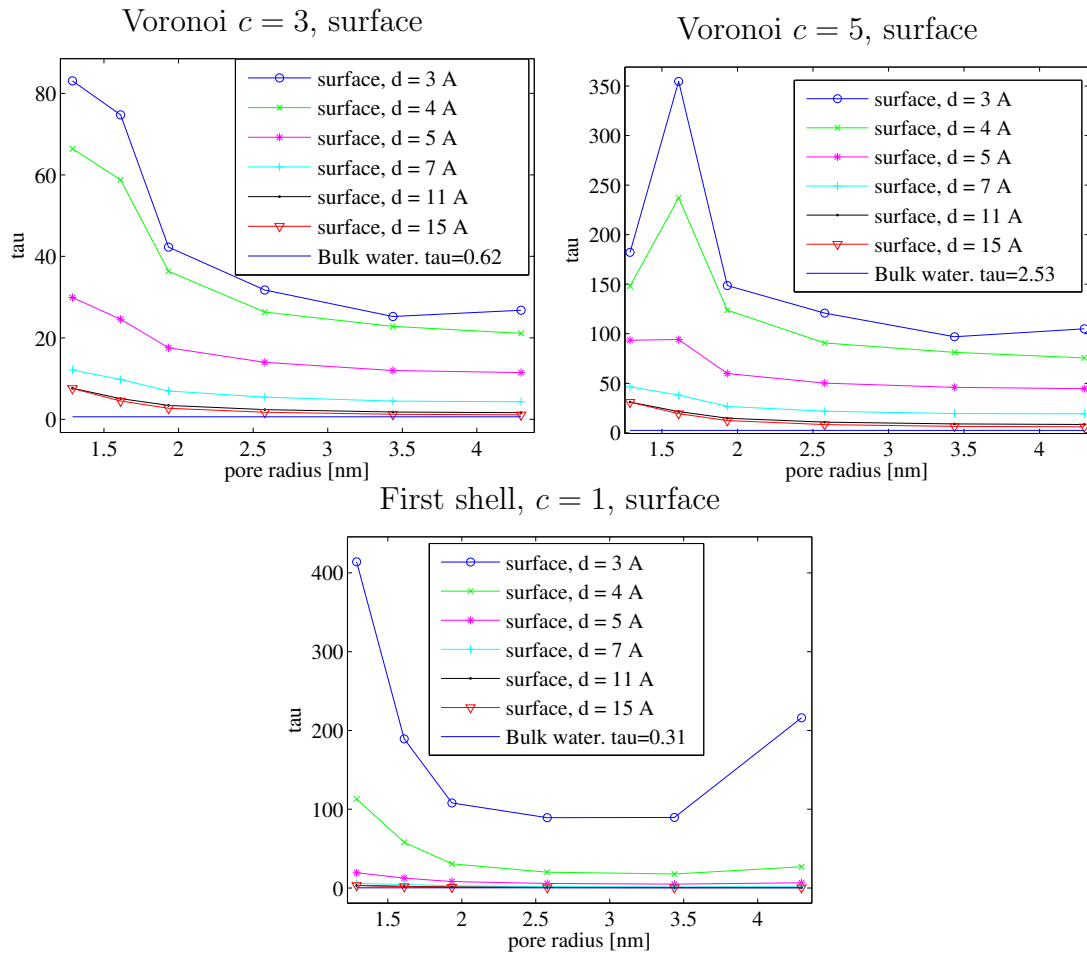 Voronoi c = 3, surface
surface, d = 3 A
surface, d = 4 A
surface, d = 5 A
surface, d = 7 A
surface, d = 11 A
surface, d = 15 A
Bulk water. tau=0.62
80
60
40
20
0
tau
1.5 2 2.5 3 3.5 4
pore radius [nm]
Voronoi c = 5, surface
surface, d = 3 A
surface, d = 4 A
surface, d = 5 A
surface, d = 7 A
surface, d = 11 A
surface, d = 15 A
Bulk water. tau=2.53
350
300
250
200
150
100
50
0
tau
1.5 2 2.5 3 3.5 4
pore radius [nm]
First shell, c = 1, surface
surface, d = 3 A
surface, d = 4 A
surface, d = 5 A
surface, d = 7 A
surface, d = 11 A
surface, d = 15 A
Bulk water. tau=0.31
400
300
200
100
0
tau
1.5 2 2.5 3 3.5 4
pore radius [nm]